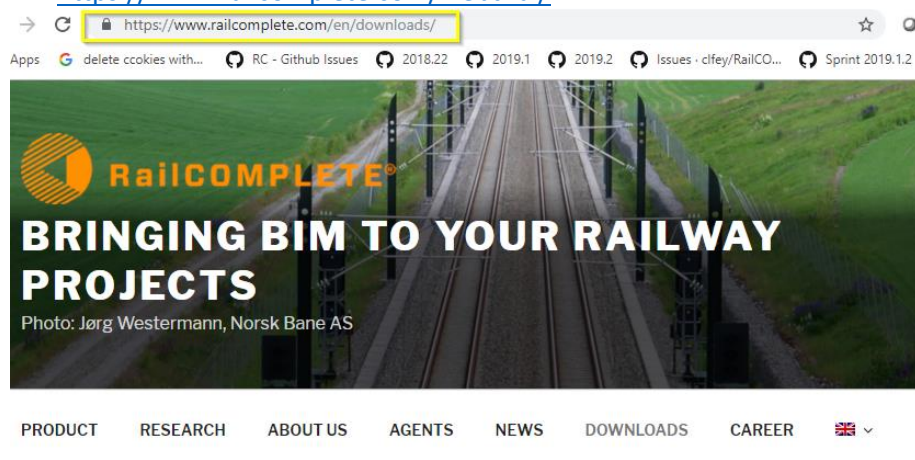 https://www.railcomplete.com/en/downloads/
Apps delete ccokies with... RC - Github Issues 2018.22 2019.1 2019.2 Issues · clfey/RailCO... Sprint 2019.1.2
RailCOMPLETE®
BRINGING BIM TO YOUR RAILWAY
PROJECTS
Photo: Jørg Westermann, Norsk Bane AS
PRODUCT RESEARCH ABOUT US AGENTS NEWS DOWNLOADS CAREER